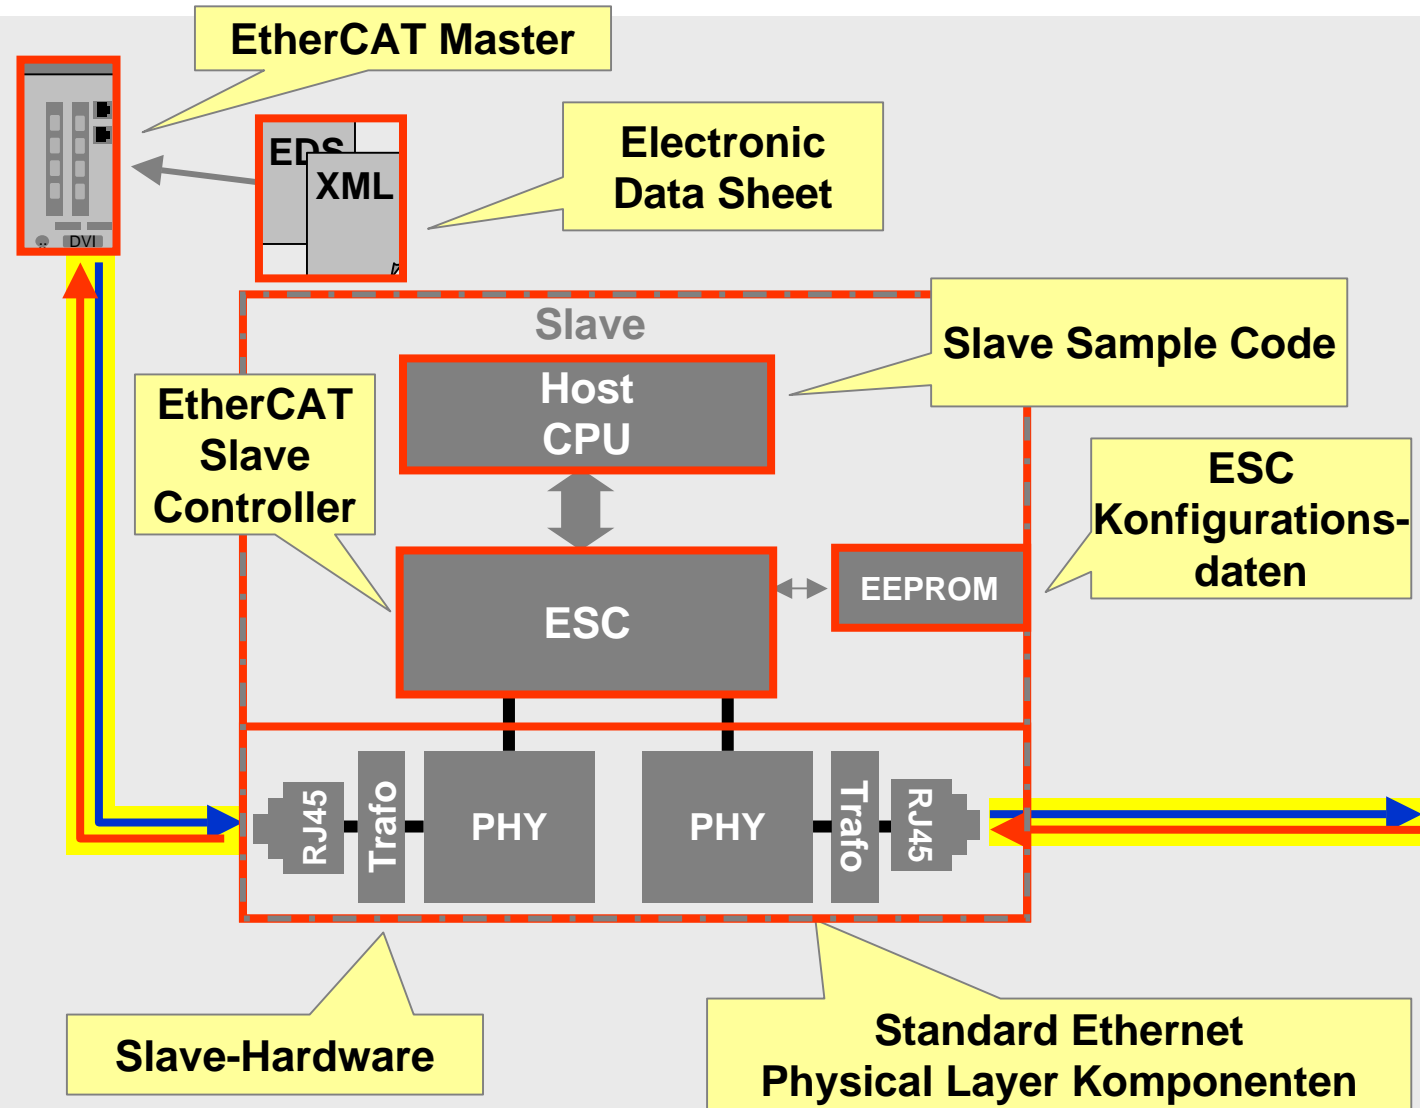 EtherCAT Master
EDS
XML
Electronic
Data Sheet
DVI
Slave
Slave Sample Code
Host
CPU
EtherCAT
Slave
Controller
ESC
Konfigurations-
daten
EEPROM
ESC
RJ45
Trafo
PHY
PHY
Trafo
RJ45
Slave-Hardware
Standard Ethernet
Physical Layer Komponenten